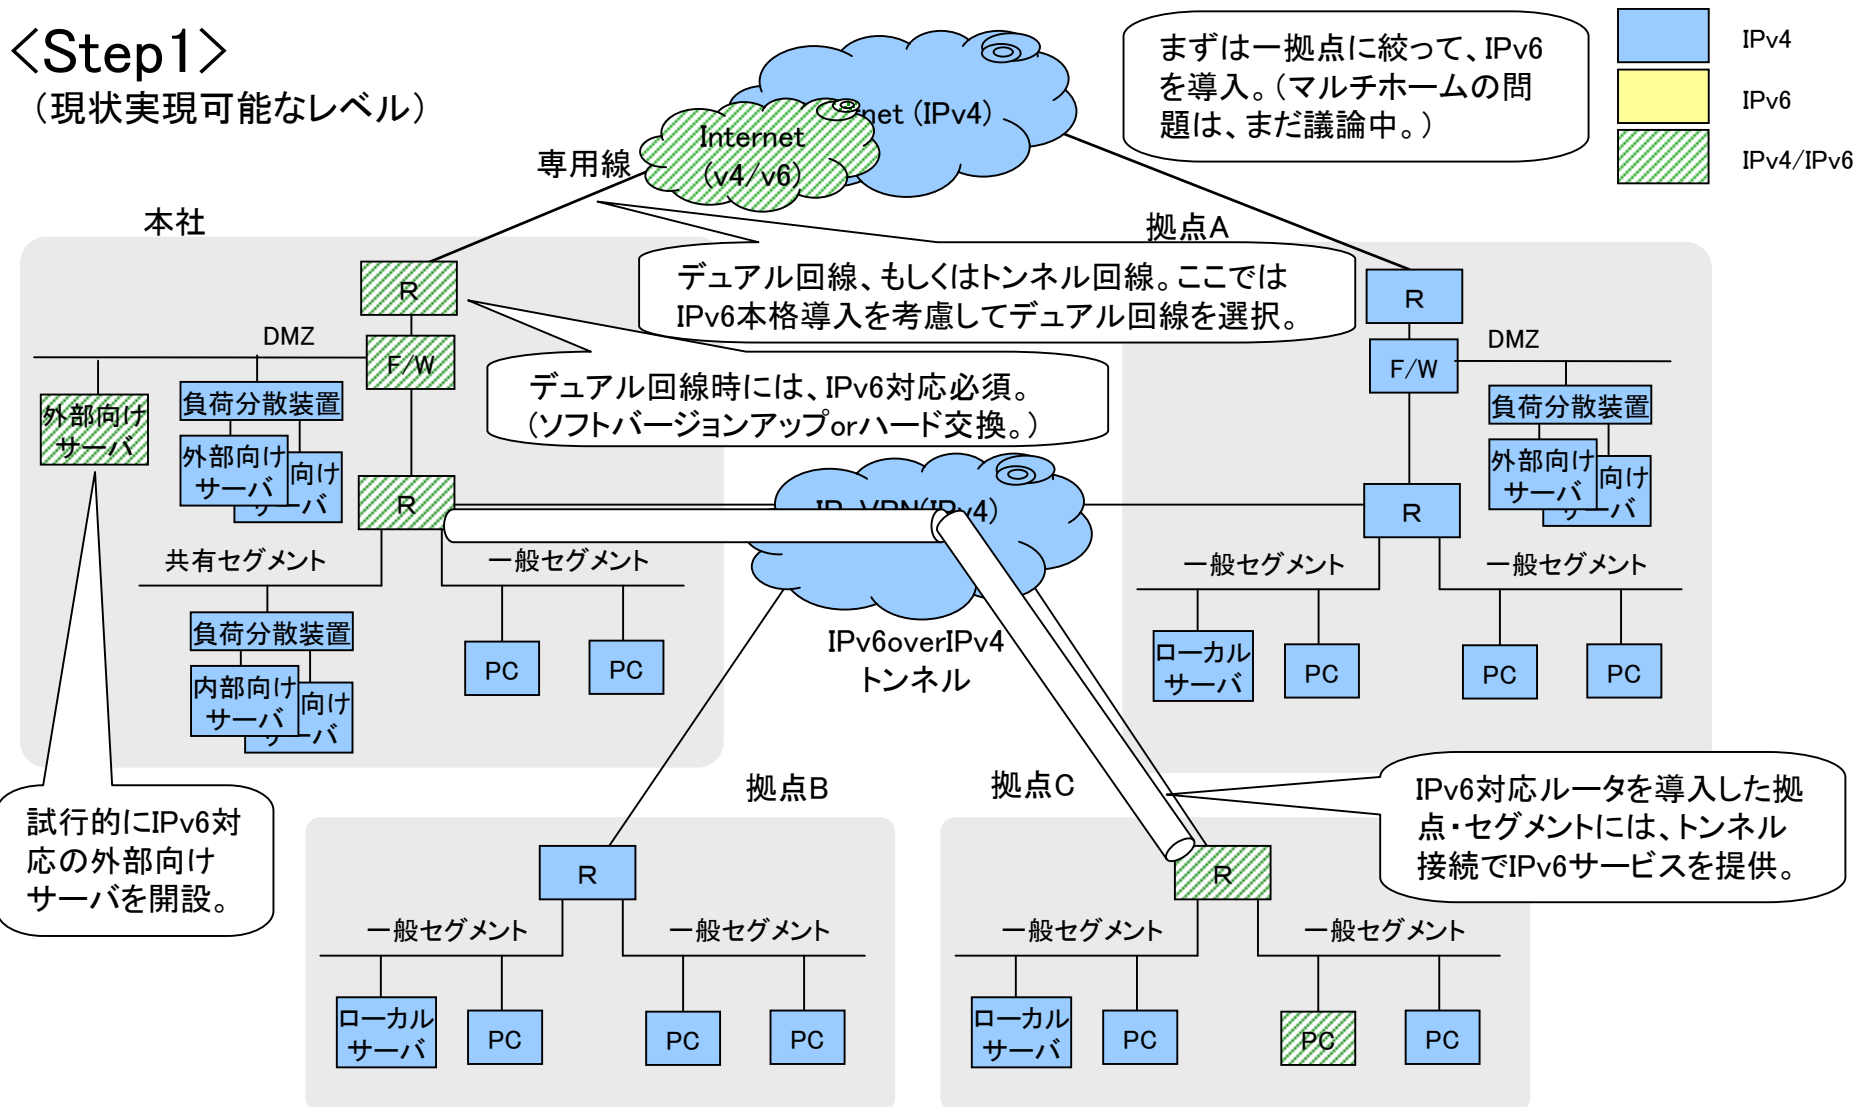 <Step1>
（現状実現可能なレベル）
まずは一拠点に絞って、IPv6
を導入。（マルチホームの問
題は、まだ議論中。）
IPv4
IPv6
IPv4/IPv6
net (IPv4)
Internet
(v4/v6)
専用線
本社
拠点A
デュアル回線、もしくはトンネル回線。ここでは
IPv6本格導入を考慮してデュアル回線を選択。
R
R
DMZ
F/W
DMZ
F/W
デュアル回線時には、IPv6対応必須。
（ソフトバージョンアップorハード交換。）
外部向け
サーバ
負荷分散装置
外部向け
サーバ
向け
サーバ
負荷分散装置
外部向け
サーバ
向け
サーバ
R
IP-VPN(IPv4)
R
共有セグメント
一般セグメント
一般セグメント
一般セグメント
負荷分散装置
内部向け
サーバ
向け
サーバ
PC
PC
IPv6overIPv4
トンネル
ローカル
サーバ
PC
PC
PC
拠点B
拠点C
試行的にIPv6対
応の外部向け
サーバを開設。
IPv6対応ルータを導入した拠
点・セグメントには、トンネル
接続でIPv6サービスを提供。
R
R
一般セグメント
一般セグメント
一般セグメント
一般セグメント
ローカル
サーバ
PC
PC
PC
ローカル
サーバ
PC
PC
PC